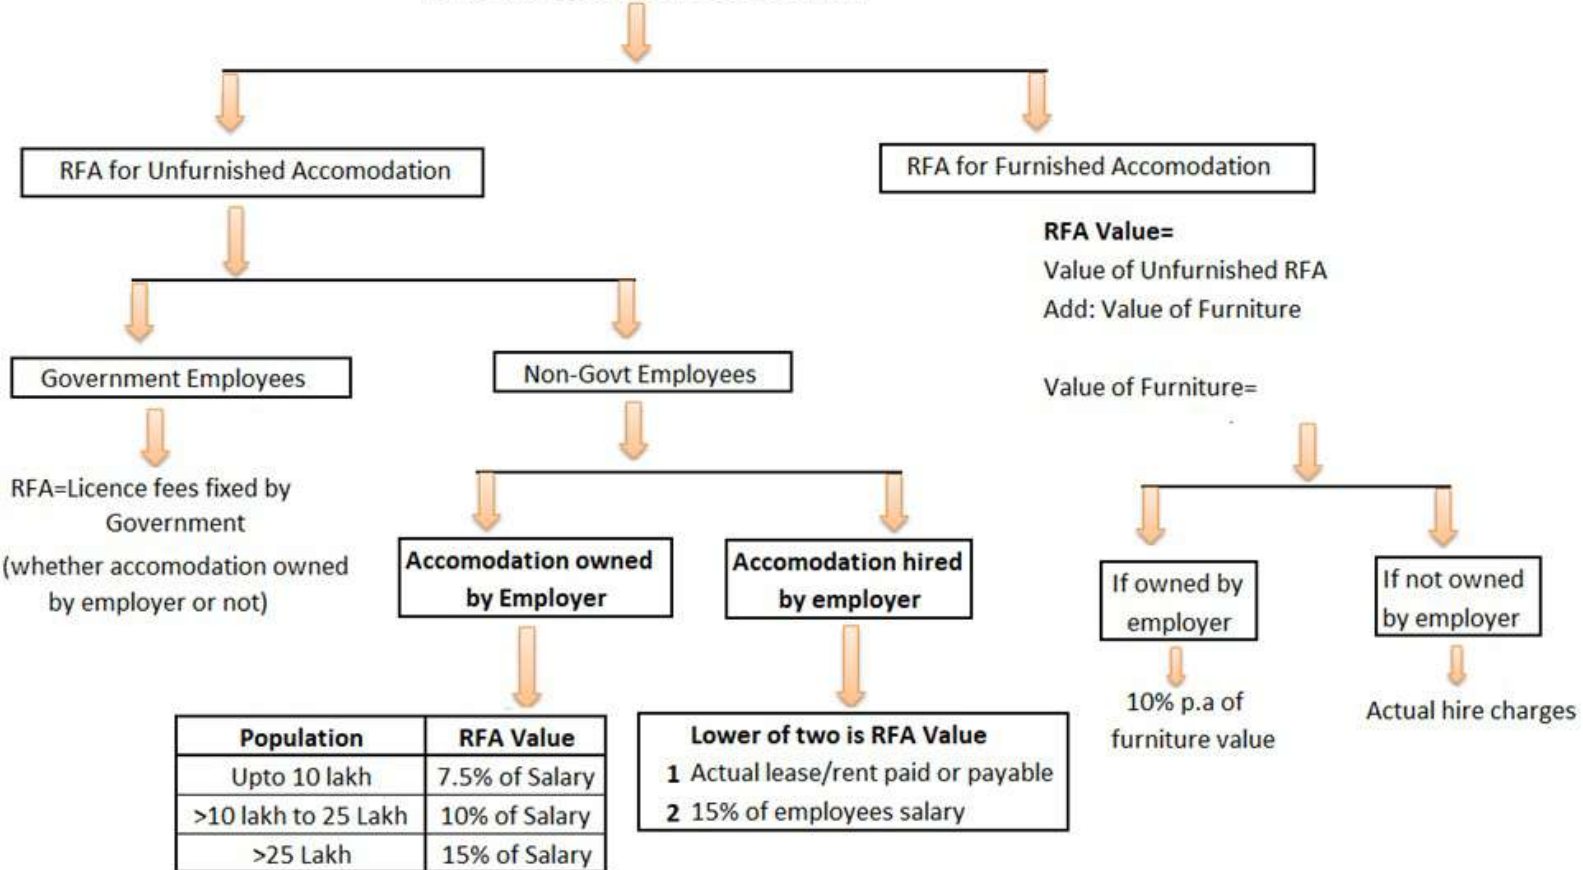 RFA for Unfurnished Accomodation
RFA for Furnished Accomodation
RFA Value=
Value of Unfurnished RFA
Add: Value of Furniture
Value of Furniture=
Government Employees
Non-Govt Employees
RFA=Licence fees fixed by
Government
(whether accomodation owned
by employer or not)
Accomodation owned
by Employer
Accomodation hired
by employer
If owned by
employer
If not owned
by employer
10% p.a of
furniture value
Actual hire charges
Population RFA Value
Upto 10 lakh 7.5% of Salary
>10 lakh to 25 Lakh 10% of Salary
>25 Lakh 15% of Salary
Lower of two is RFA Value
1 Actual lease/rent paid or payable
2 15% of employees salary